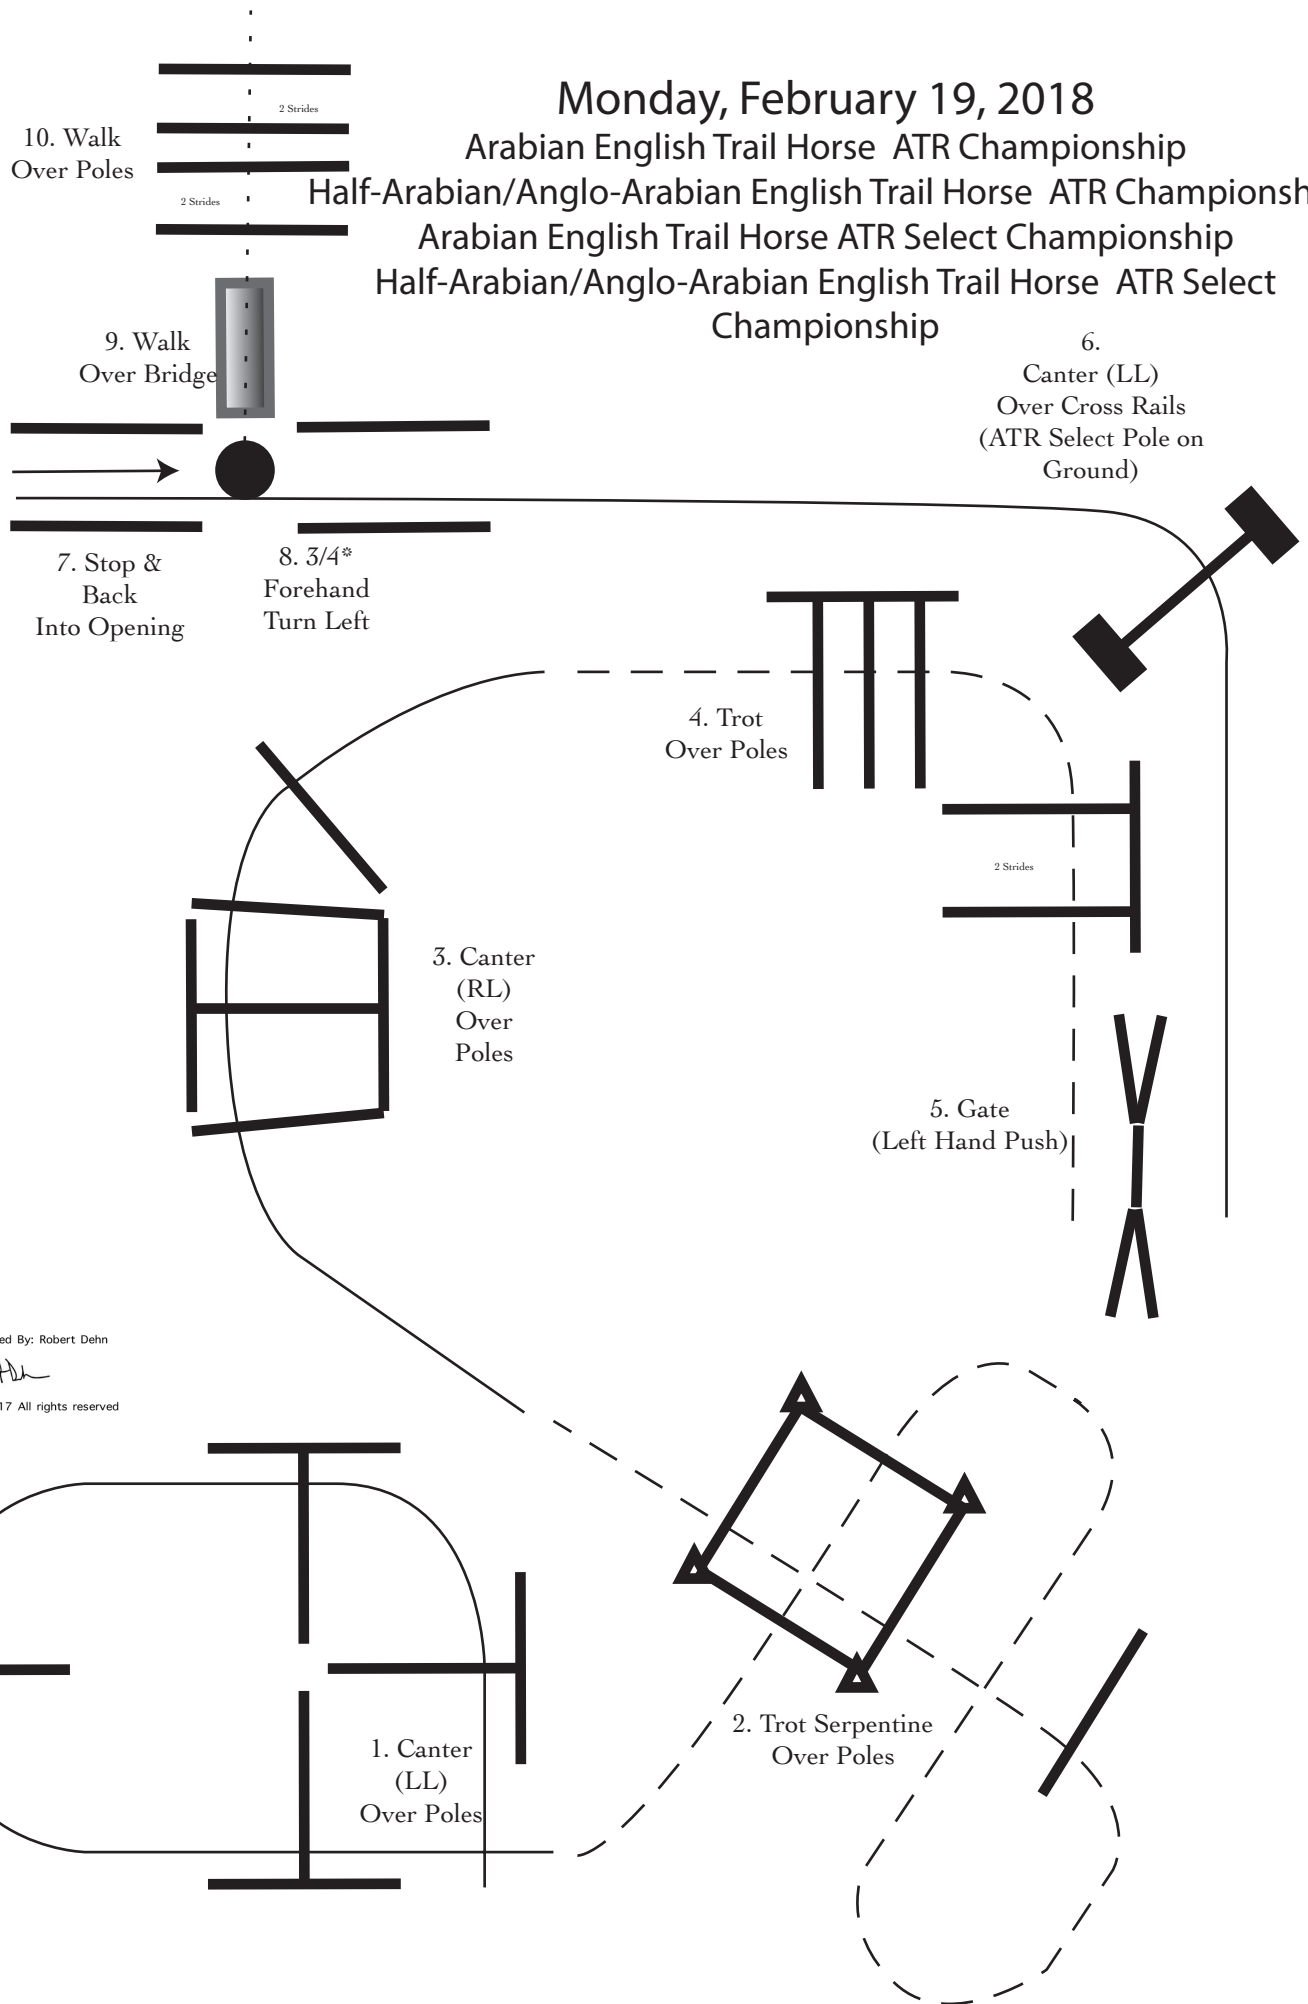 Monday, February 19, 2018
Arabian English Trail Horse ATR Championship
Half-Arabian/Anglo-Arabian English Trail Horse ATR Championsh
Arabian English Trail Horse ATR Select Championship
Half-Arabian/Anglo-Arabian English Trail Horse ATR Select
Championship
2 Strides
10. Walk
Over Poles
2 Strides
9. Walk
Over Bridge
6.
Canter (LL)
Over Cross Rails
(ATR Select Pole on
Ground)
7. Stop &
Back
Into Opening
8. 3/4*
Forehand
Turn Left
4. Trot
Over Poles
2 Strides
3. Canter
(RL)
Over
Poles
5. Gate
(Left Hand Push)
ed By: Robert Dehn
17 All rights reserved
2. Trot Serpentine
Over Poles
1. Canter
(LL)
Over Poles